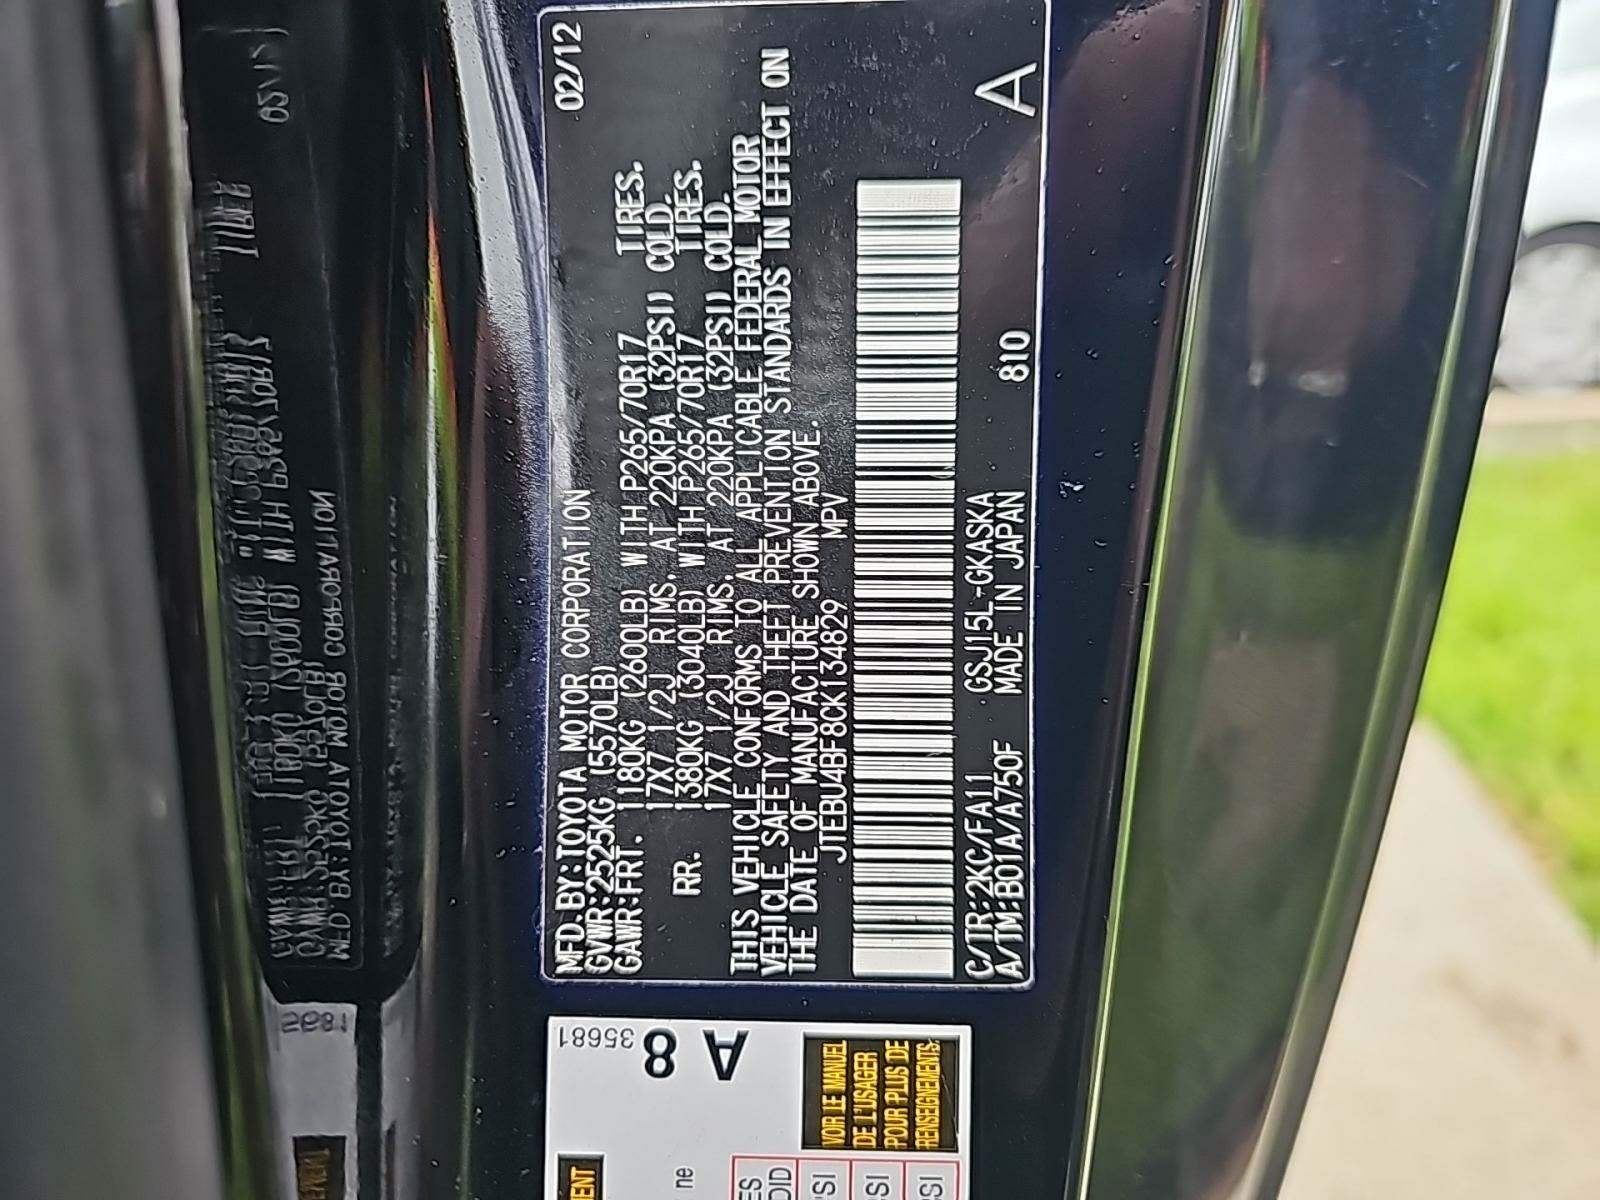 02/12
MFD. BY:TOYOTA MOTOR CORPORATION
GVWR:2525KG (5570LB)
GAWR:FRT. 1180KG (2600LB) WITH P265/70R17 TIRES.
17X7 1/2J RIMS. AT 220KPA (32PSI) COLD.
RR. 1380KG (3040LB) WITH P265/70R17 TIRES.
17X7 1/2J RIMS. AT 220KPA (32PSI) COLD.
THIS VEHICLE CONFORMS TO ALL APPLICABLE FEDERAL MOTOR
VEHICLE SAFETY AND THEFT PREVENTION STANDARDS IN EFFECT ON
THE DATE OF MANUFACTURE SHOWN ABOVE.
JTEBU4BF8CK134829 MPV
C/TR:2KC/FA11 GSJ15L-GKASKA
A/TM:B01A/A750F MADE IN JAPAN 810
A
35681
A 8
VOIR LE MANUEL
DE L'USAGER
POUR PLUS DE
RENSEIGNEMENTS